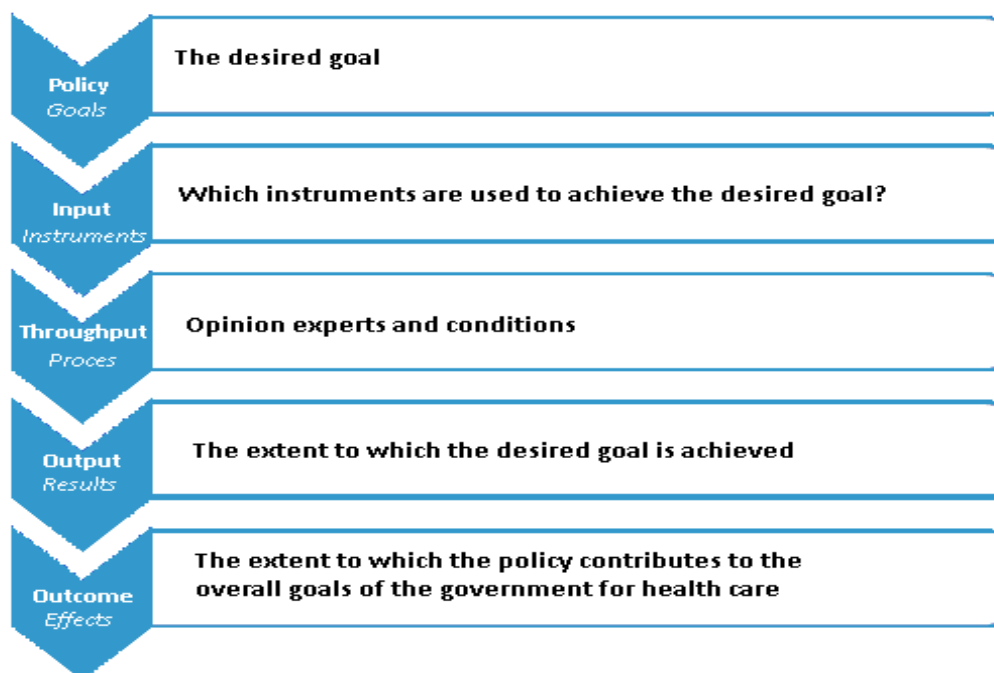 Policy
Goals
The desired goal
Input
Instruments
Which instruments are used to achieve the desired goal?
Throughput
Proces
Opinion experts and conditions
Output
Results
The extent to which the desired goal is achieved
Outcome
Effects
The extent to which the policy contributes to the
overall goals of the government for health care